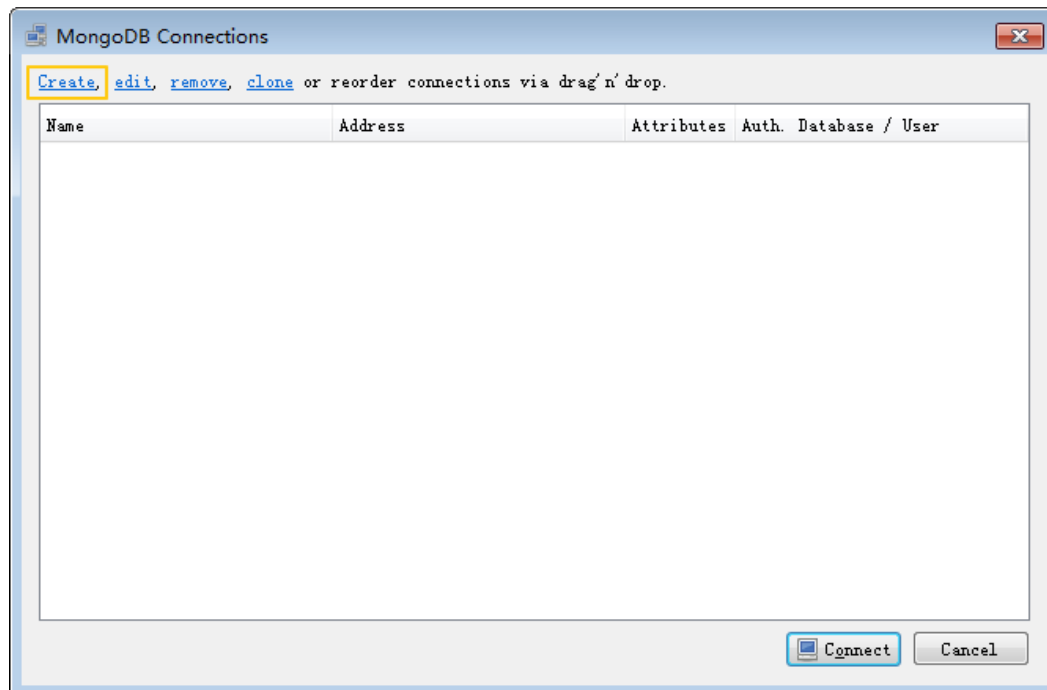 MongoDB Connections
Create, edit, remove, clone or reorder connections via drag'n'drop.
Name Address Attributes Auth. Database / User
Connect Cancel